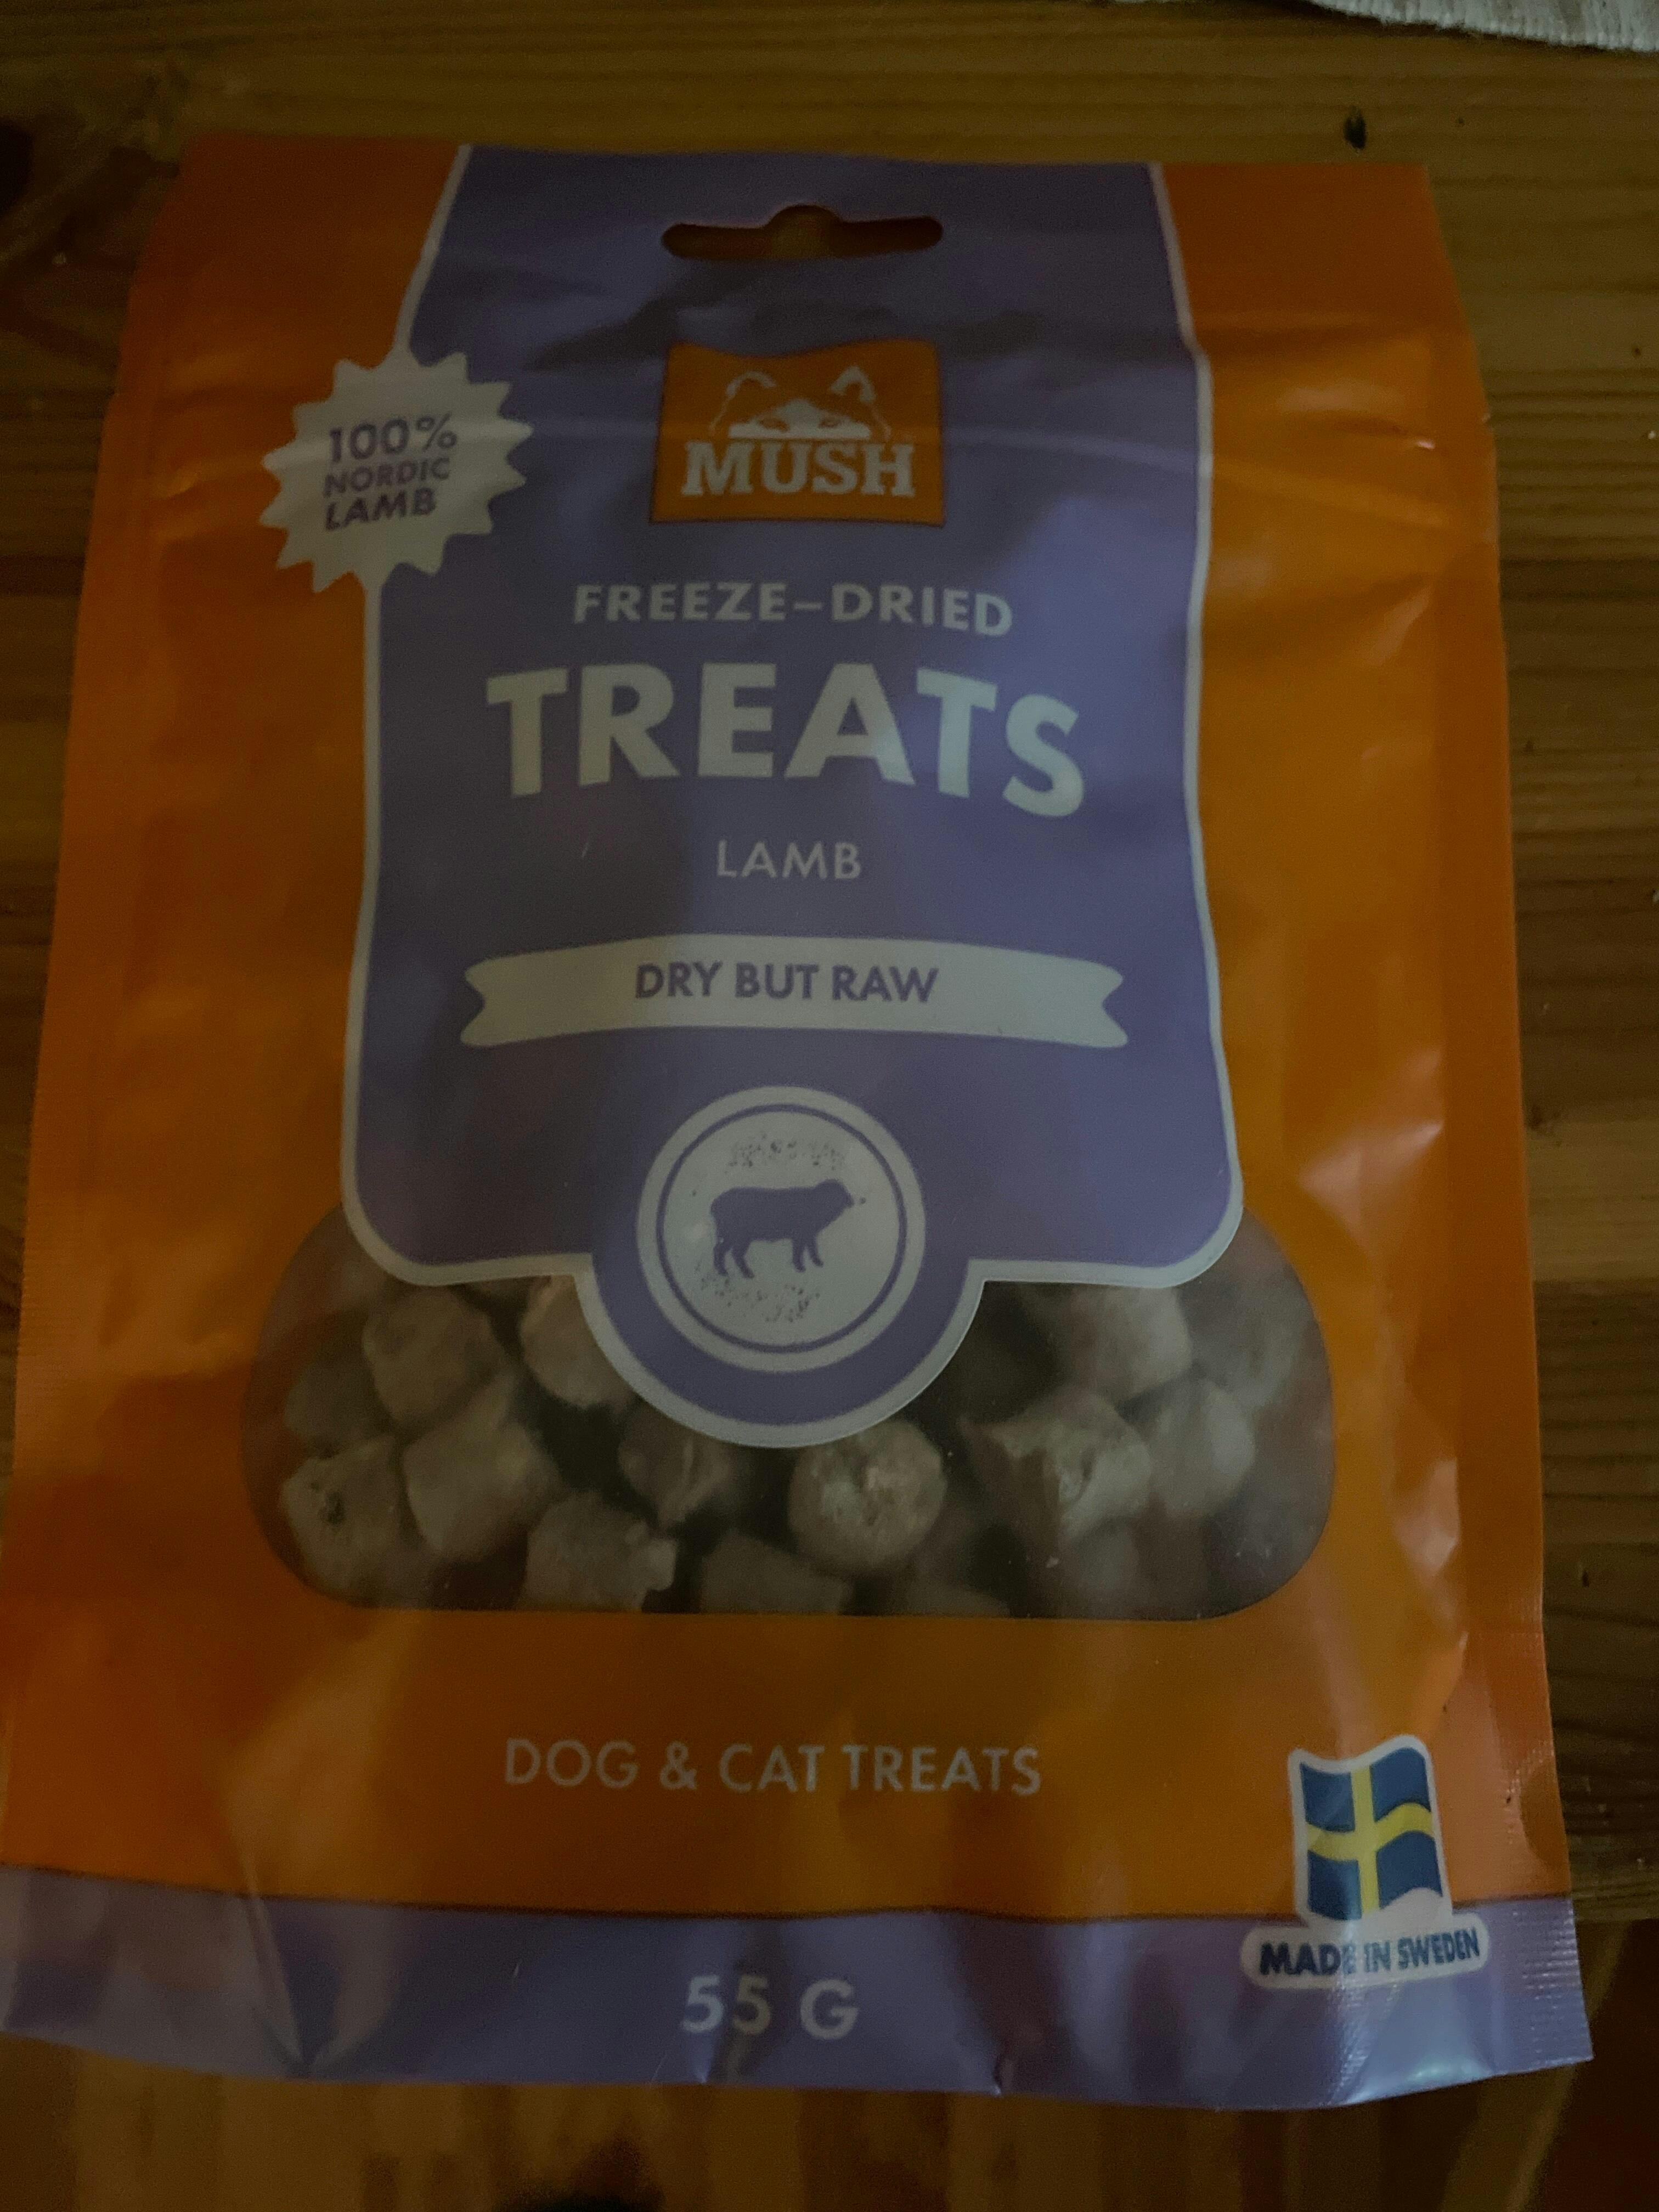 MUSH
100%
NORDIC
LAMB
FREEZE-DRIED
TREATS
LAMB
DRY BUT RAW
DOG & CAT TREATS
MADE IN SWEDEN
55 G